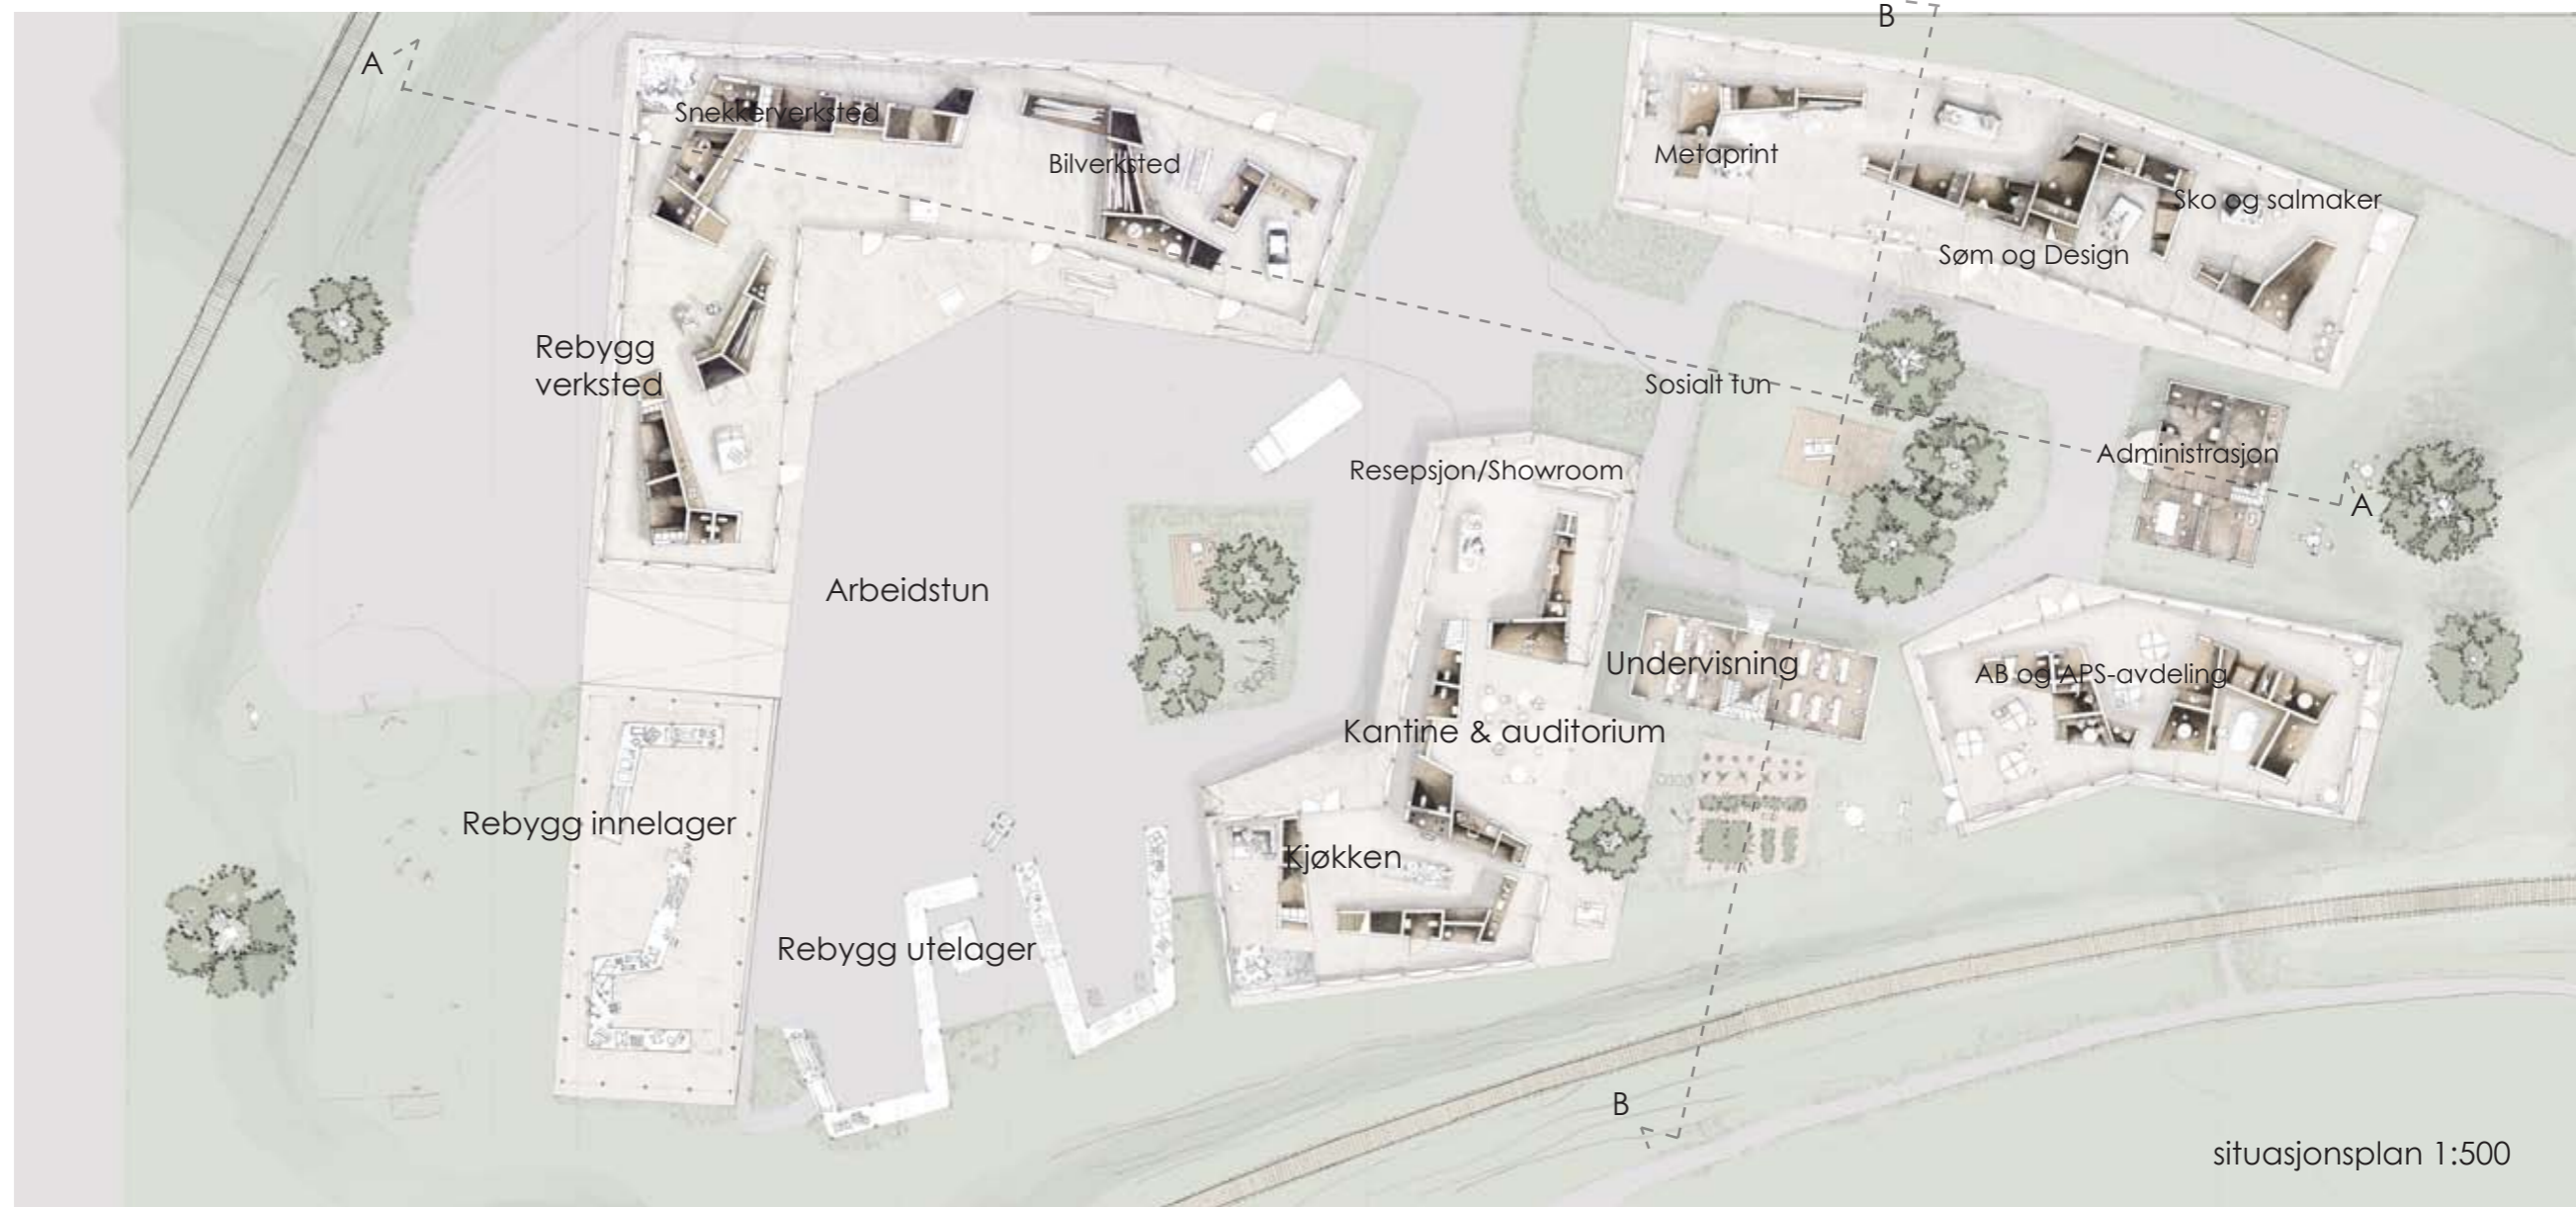 B
A
Snekkerverksted
Bilverksted
Metaprint
Sko og salmaker
Søm og Design
Rebygg
verksted
Sosialt tun
Resepsjon/Showroom
Administrasjon
A
Arbeidstun
Undervisning
AB og APS-avdeling
Kantine & auditorium
Rebygg innelager
Kjøkken
Rebygg utelager
B
situasjonsplan 1:500